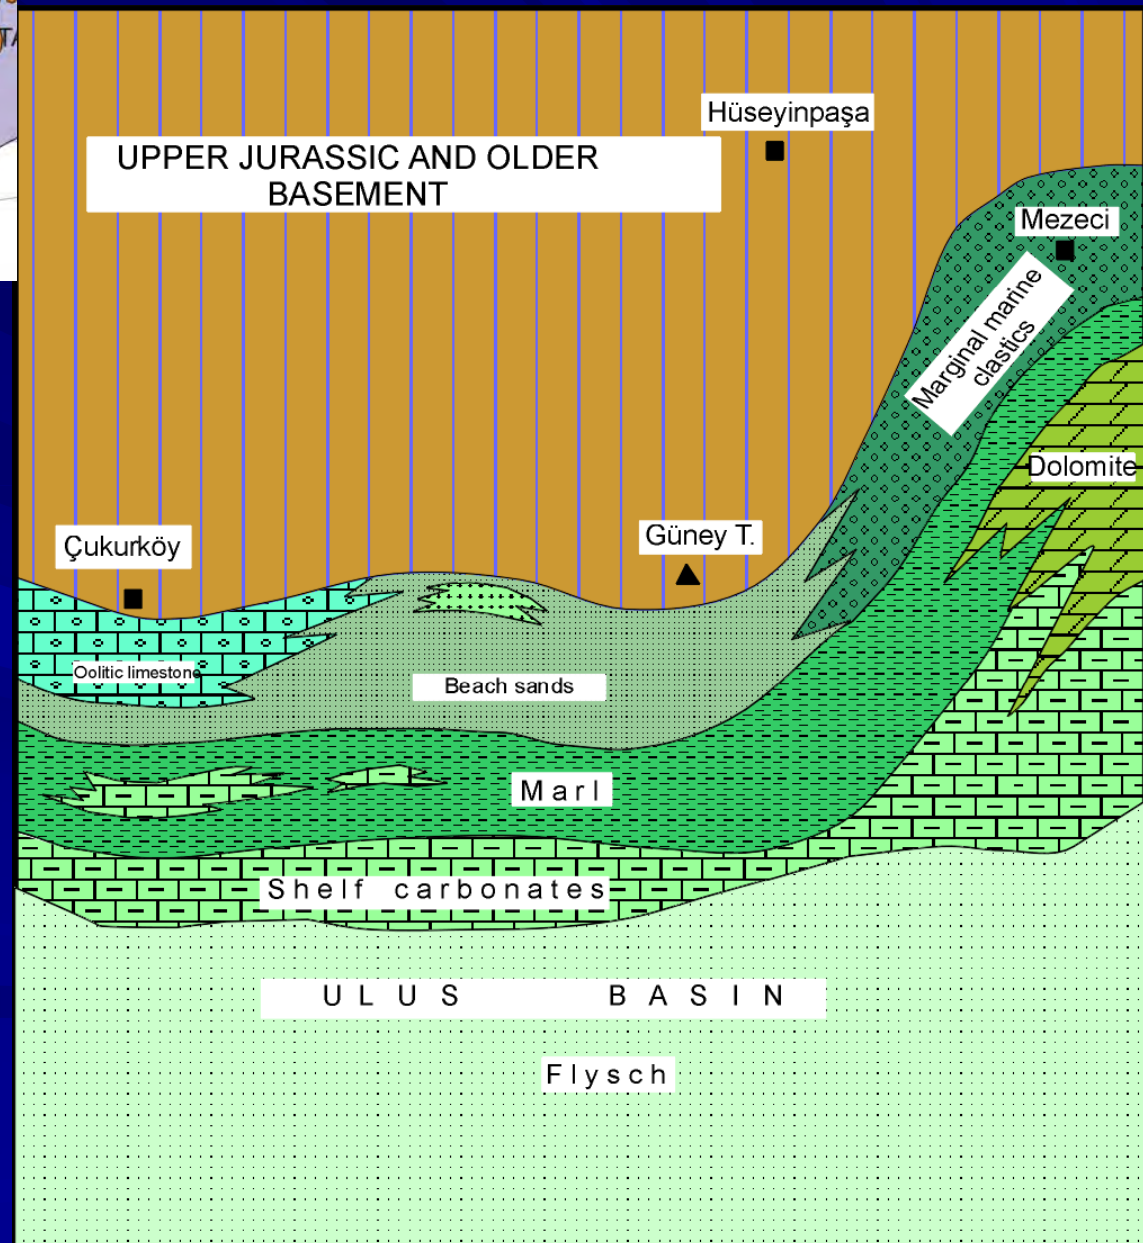 Hüseyinpaşa
UPPER JURASSIC AND OLDER
BASEMENT
Mezeci
Marginal marine
clastics
Dolomite
Güney T.
Çukurköy
Oolitic limestone
Beach sands
Marl
Shelf carbonates
ULUS BASIN
Flysch